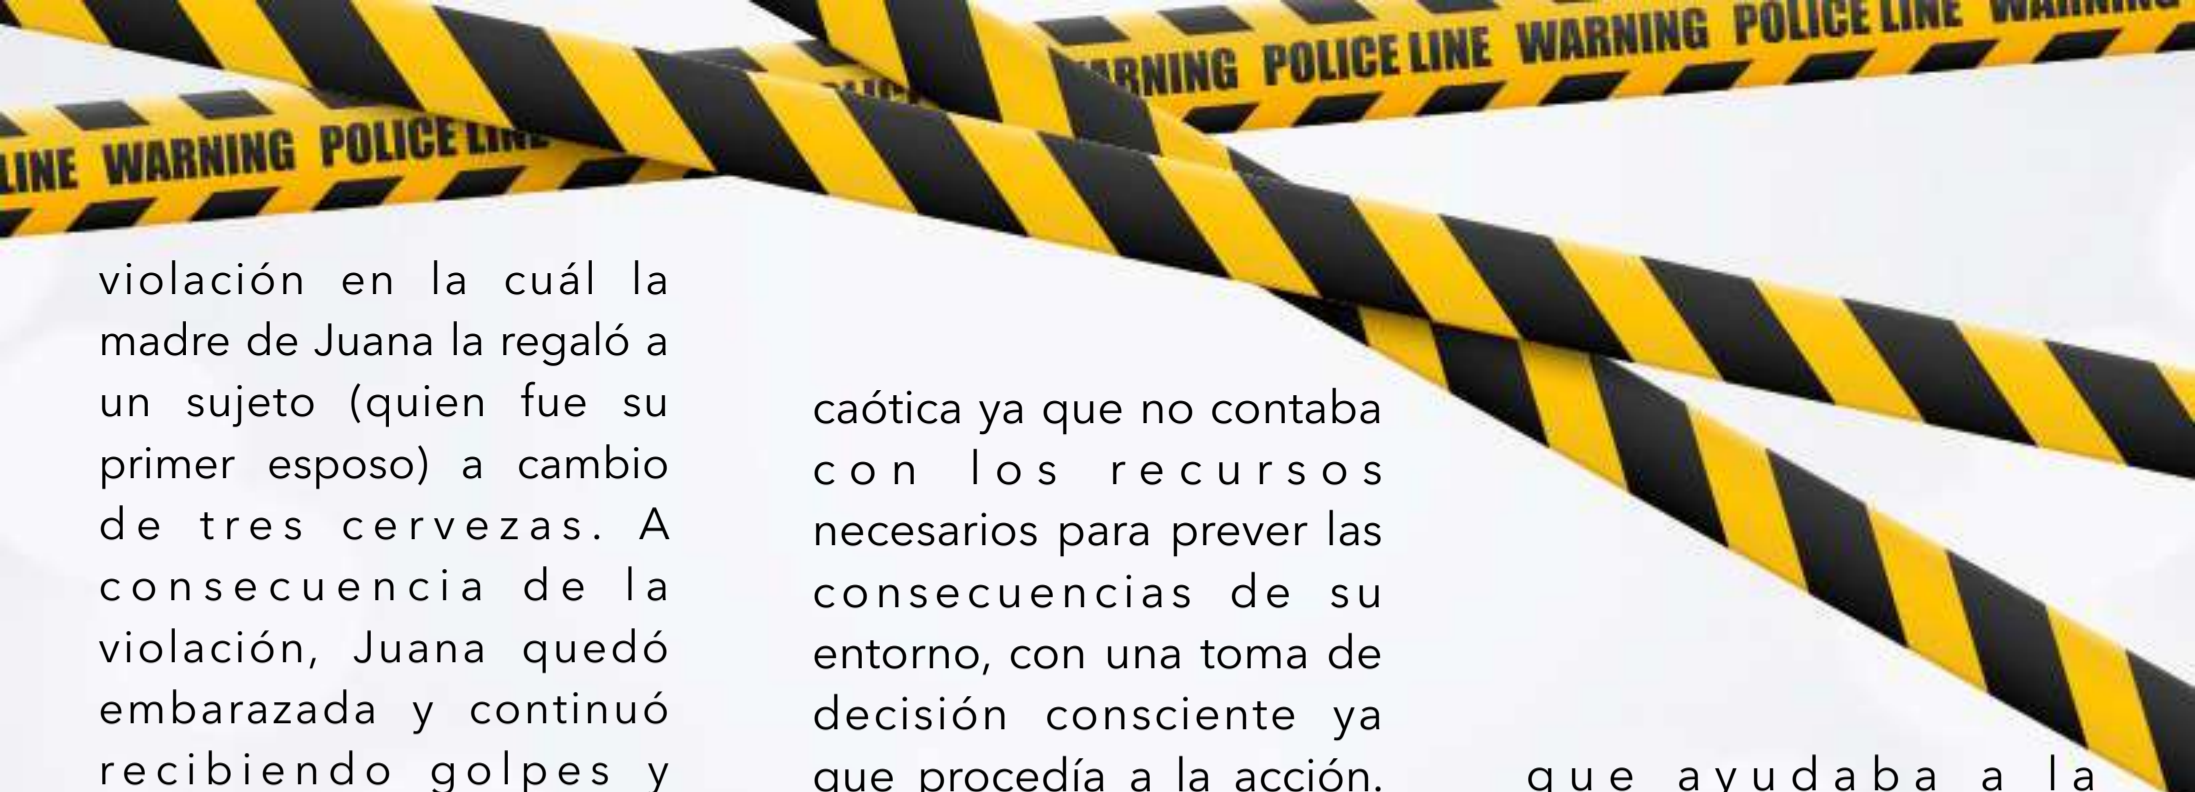 WARNING POLICE LINE WARNING POLICE LINE
LINE WARNING POLICE LINE
violación en la cuál la
madre de Juana la regaló a
un sujeto (quien fue su
primer esposo) a cambio
de tres cervezas. A
consecuencia de la
violación, Juana quedó
embarazada y continuó
recibiendo golpes y
caótica ya que no contaba
con los recursos
necesarios para prever las
consecuencias de su
entorno, con una toma de
decisión consciente ya
que procedía a la acción.
que ayudaba a la